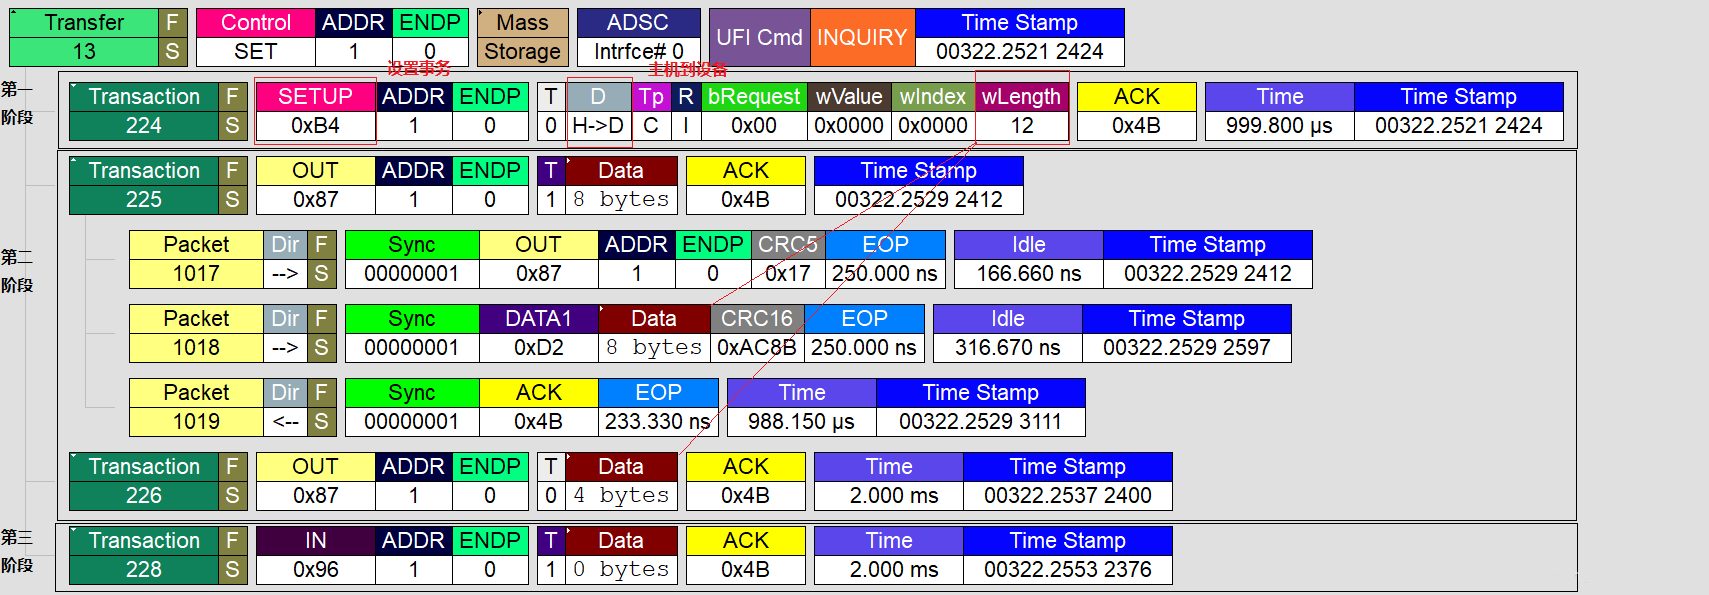 Transfer F Control ADDR ENDP Mass ADSC UFI Cmd INQUIRY Time Stamp
13 S SET 1 0 Storage Intrfce# 0 00322.2521 2424
设置事务 主机到设备
第一阶段 Transaction F SETUP ADDR ENDP T D Tp R bRequest wValue wIndex wLength ACK Time Time Stamp
224 S 0xB4 1 0 0 H->D C I 0x00 0x0000 0x0000 12 0x4B 999.800 µs 00322.2521 2424
Transaction F OUT ADDR ENDP T Data ACK Time Stamp
225 S 0x87 1 0 1 8 bytes 0x4B 00322.2529 2412
第二阶段 Packet Dir F Sync OUT ADDR ENDP CRC5 EOP Idle Time Stamp
1017 --> S 00000001 0x87 1 0 0x17 250.000 ns 166.660 ns 00322.2529 2412
Packet Dir F Sync DATA1 Data CRC16 EOP Idle Time Stamp
1018 --> S 00000001 0xD2 8 bytes 0xAC8B 250.000 ns 316.670 ns 00322.2529 2597
Packet Dir F Sync ACK EOP Time Time Stamp
1019 <-- S 00000001 0x4B 233.330 ns 988.150 µs 00322.2529 3111
Transaction F OUT ADDR ENDP T Data ACK Time Time Stamp
226 S 0x87 1 0 0 4 bytes 0x4B 2.000 ms 00322.2537 2400
第三阶段 Transaction F IN ADDR ENDP T Data ACK Time Time Stamp
228 S 0x96 1 0 1 0 bytes 0x4B 2.000 ms 00322.2553 2376